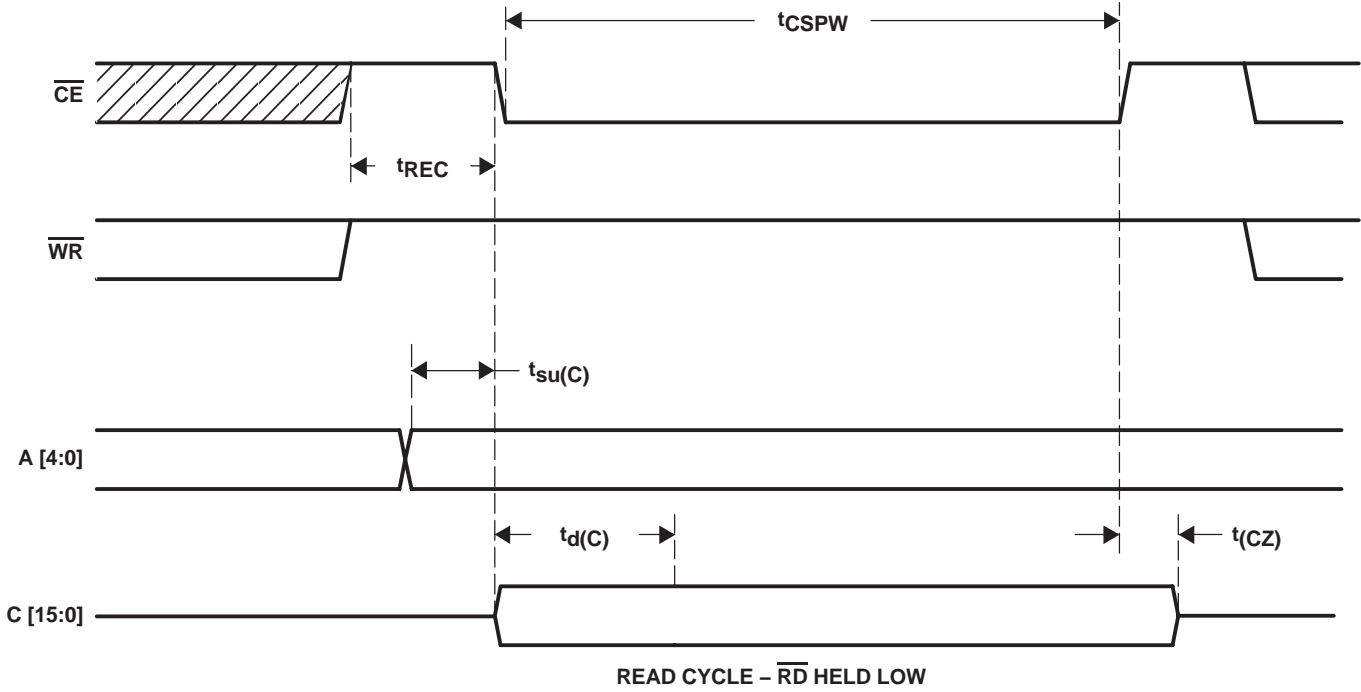 tCSPW
CE
tREC
WR
tsu(C)
A [4:0]
td(C)
t(CZ)
C [15:0]
READ CYCLE – RD HELD LOW